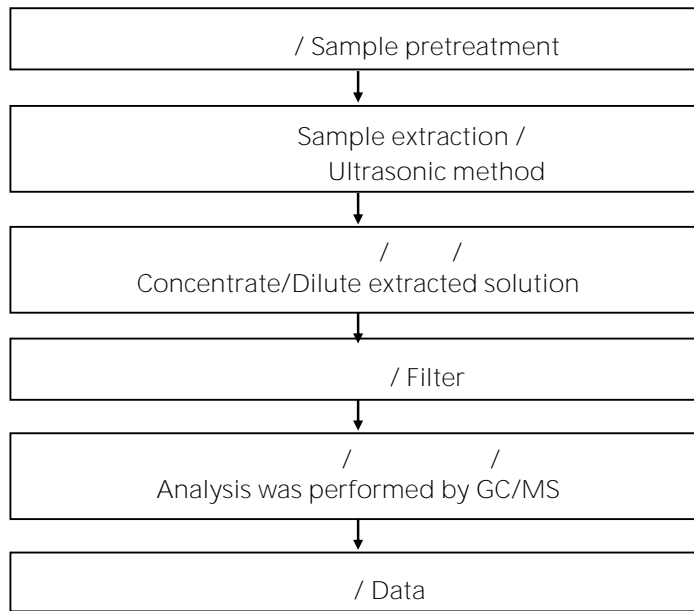 / Sample pretreatment
Sample extraction /
Ultrasonic method
/ / 
Concentrate/Dilute extracted solution
/ Filter
/ /
Analysis was performed by GC/MS
/ Data